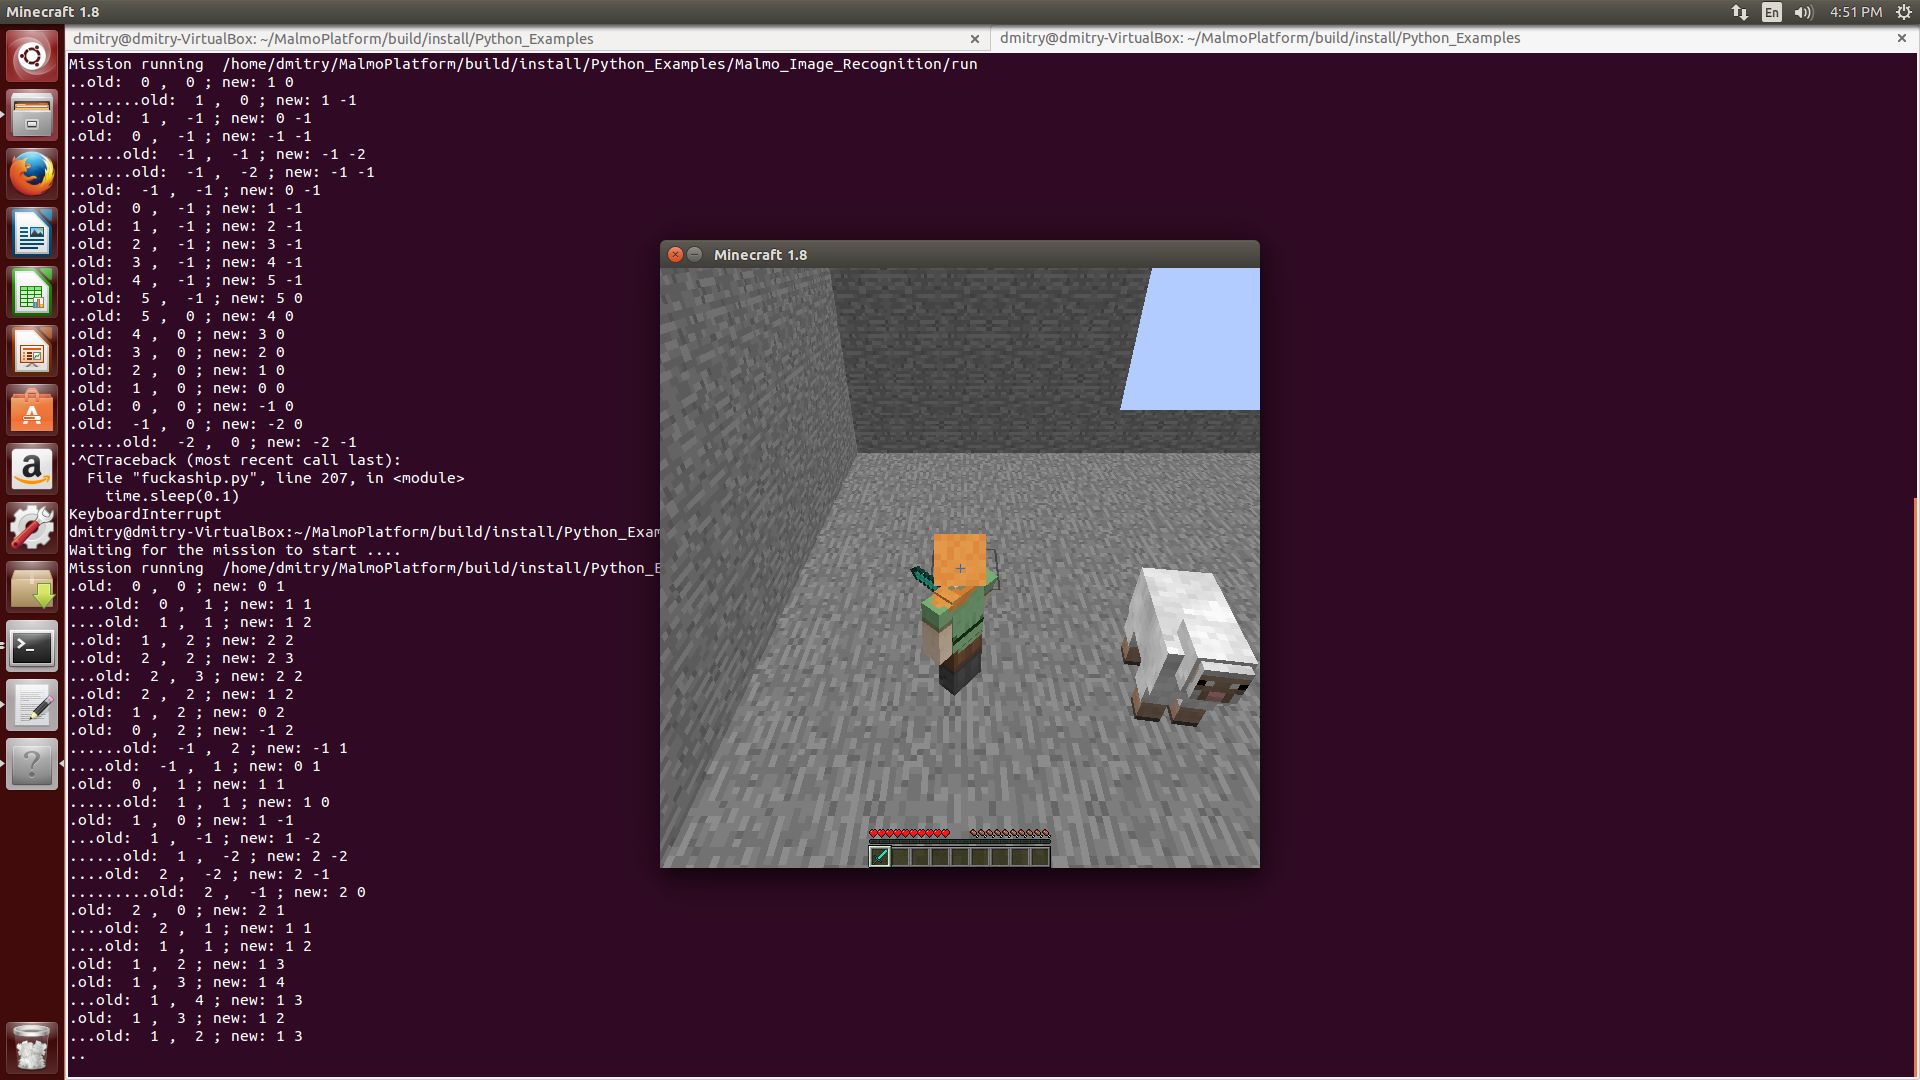 Minecraft 1.8
En
4:51 PM
dmitry@dmitry-VirtualBox: ~/MalmoPlatform/build/install/Python_Examples
dmitry@dmitry-VirtualBox: ~/MalmoPlatform/build/install/Python_Examples
Mission running  /home/dmitry/MalmoPlatform/build/install/Python_Examples/Malmo_Image_Recognition/run
..old:  0 ,  0 ; new: 1 0
........old:  1 ,  0 ; new: 1 -1
..old:  1 ,  -1 ; new: 0 -1
.old:  0 ,  -1 ; new: -1 -1
......old:  -1 ,  -1 ; new: -1 -2
.......old:  -1 ,  -2 ; new: -1 -1
..old:  -1 ,  -1 ; new: 0 -1
.old:  0 ,  -1 ; new: 1 -1
.old:  1 ,  -1 ; new: 2 -1
.old:  2 ,  -1 ; new: 3 -1
.old:  3 ,  -1 ; new: 4 -1
.old:  4 ,  -1 ; new: 5 -1
..old:  5 ,  -1 ; new: 5 0
..old:  5 ,  0 ; new: 4 0
.old:  4 ,  0 ; new: 3 0
.old:  3 ,  0 ; new: 2 0
.old:  2 ,  0 ; new: 1 0
.old:  1 ,  0 ; new: 0 0
.old:  0 ,  0 ; new: -1 0
.old:  -1 ,  0 ; new: -2 0
......old:  -2 ,  0 ; new: -2 -1
.^CTraceback (most recent call last):
  File "fuckaship.py", line 207, in <module>
    time.sleep(0.1)
KeyboardInterrupt
dmitry@dmitry-VirtualBox:~/MalmoPlatform/build/install/Python_Exam
Waiting for the mission to start ....
Mission running  /home/dmitry/MalmoPlatform/build/install/Python_E
.old:  0 ,  0 ; new: 0 1
....old:  0 ,  1 ; new: 1 1
....old:  1 ,  1 ; new: 1 2
..old:  1 ,  2 ; new: 2 2
..old:  2 ,  2 ; new: 2 3
...old:  2 ,  3 ; new: 2 2
..old:  2 ,  2 ; new: 1 2
.old:  1 ,  2 ; new: 0 2
.old:  0 ,  2 ; new: -1 2
......old:  -1 ,  2 ; new: -1 1
....old:  -1 ,  1 ; new: 0 1
.old:  0 ,  1 ; new: 1 1
......old:  1 ,  1 ; new: 1 0
.old:  1 ,  0 ; new: 1 -1
...old:  1 ,  -1 ; new: 1 -2
......old:  1 ,  -2 ; new: 2 -2
....old:  2 ,  -2 ; new: 2 -1
.........old:  2 ,  -1 ; new: 2 0
.old:  2 ,  0 ; new: 2 1
....old:  2 ,  1 ; new: 1 1
....old:  1 ,  1 ; new: 1 2
.old:  1 ,  2 ; new: 1 3
.old:  1 ,  3 ; new: 1 4
...old:  1 ,  4 ; new: 1 3
.old:  1 ,  3 ; new: 1 2
...old:  1 ,  2 ; new: 1 3
..
Minecraft 1.8